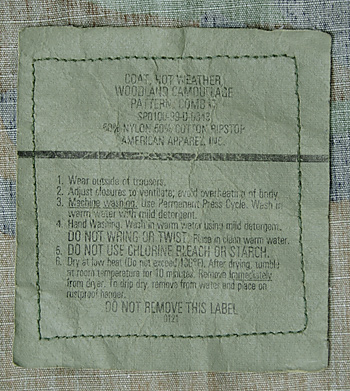 COAT, HOT WEATHER
WOODLAND CAMOUFLAGE
PATTERN, COMBAT
50% NYLON 50% COTTON RIPSTOP
AMERICAN APPAREL INC.
1. Wear outside of trousers.
2. Adjust closures to ventilate; avoid overheating of body.
3. Machine washing. Use Permanent Press Cycle. Wash in
warm water with mild detergent.
4. Hand Washing. Wash in warm water using mild detergent.
DO NOT WRING OR TWIST. Rinse in clean warm water.
5. DO NOT USE CHLORINE BLEACH OR STARCH.
6. Dry at low heat (Do not exceed 130°F). After drying, tumble
at room temperature for 10 minutes. Remove immediately
from dryer. To drip dry, remove from water and place on
rustproof hanger.
DO NOT REMOVE THIS LABEL